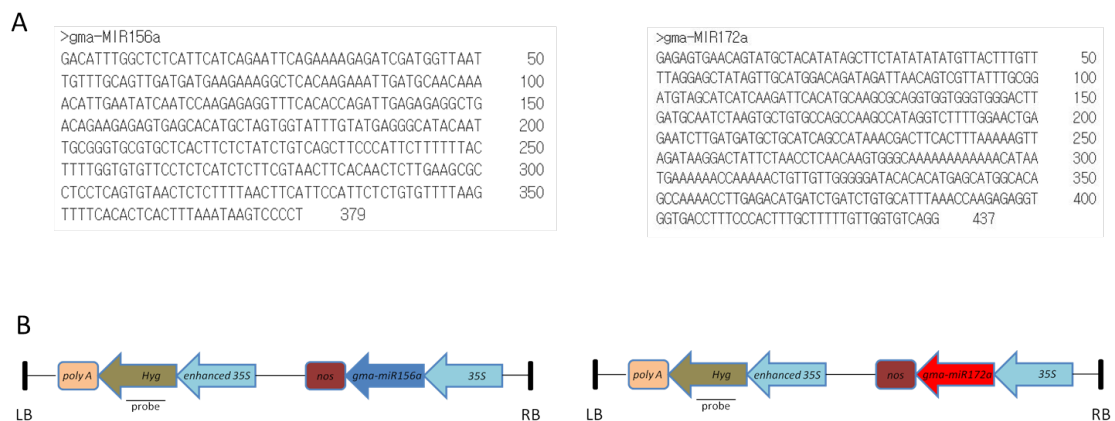 A
>gma-MIR156a
GACATTTGGCTCTCATTCATCAGAATTCAGAAAAGAGATCGATGGTTAAT 50
TGTTTGCAGTTGATGATGAAGAAAGGCTCACAAGAAATTGATGCAACAAA 100
ACATTGAATATCAATCCAAGAGAGGTTTCACACCAGATTGAGAGAGGCTG 150
ACAGAAGAGAGTGAGCACATGCTAGTGGTATTTGTATGAGGGCATACAAT 200
TGCGGGTGCGTGCTCACTTCTCTATCTGTCAGCTTCCCATTCTTTTTTAC 250
TTTTGGTGTGTTCCTCTCATCTCTTCGTAACTTCACAACTCTTGAAGCGC 300
CTCCTCAGTGTAACTCTCTTTTAACTTCATTCCATTCTCTGTGTTTTAAG 350
TTTTCACACTCACTTTAAATAAGTCCCCT 379
>gma-MIR172a
GAGAGTGAACAGTATGCTACATATAGCTTCTATATATATGTTACTTTGTT 50
TTAGGAGCTATAGTTGCATGGACAGATAGATTAACAGTCGTTATTTGCGG 100
ATGTAGCATCATCAAGATTCACATGCAAGCGCAGGTGGTGGGTGGGACTT 150
GATGCAATCTAAGTGCTGTGCCAGCCAAGCCATAGGTCTTTTGGAACTGA 200
GAATCTTGATGATGCTGCATCAGCCATAAACGACTTCACTTTAAAAAGTT 250
AGATAAGGACTATTCTAACCTCAACAAGTGGGCAAAAAAAAAAAAACATAA 300
TGAAAAAACCAAAAACTGTTGTTGGGGGATACACACATGAGCATGGCACA 350
GCCAAAACCTTGAGACATGATCTGATCTGTGCATTTAAACCAAGAGAGGT 400
GGTGACCTTTCCCACTTTGCTTTTTGTTGGTGTCAGG 437
B
poly A Hyg enhanced 35S nos gma-miR156a 35S
probe
LB RB
poly A Hyg enhanced 35S nos gma-miR172a 35S
probe
LB RB